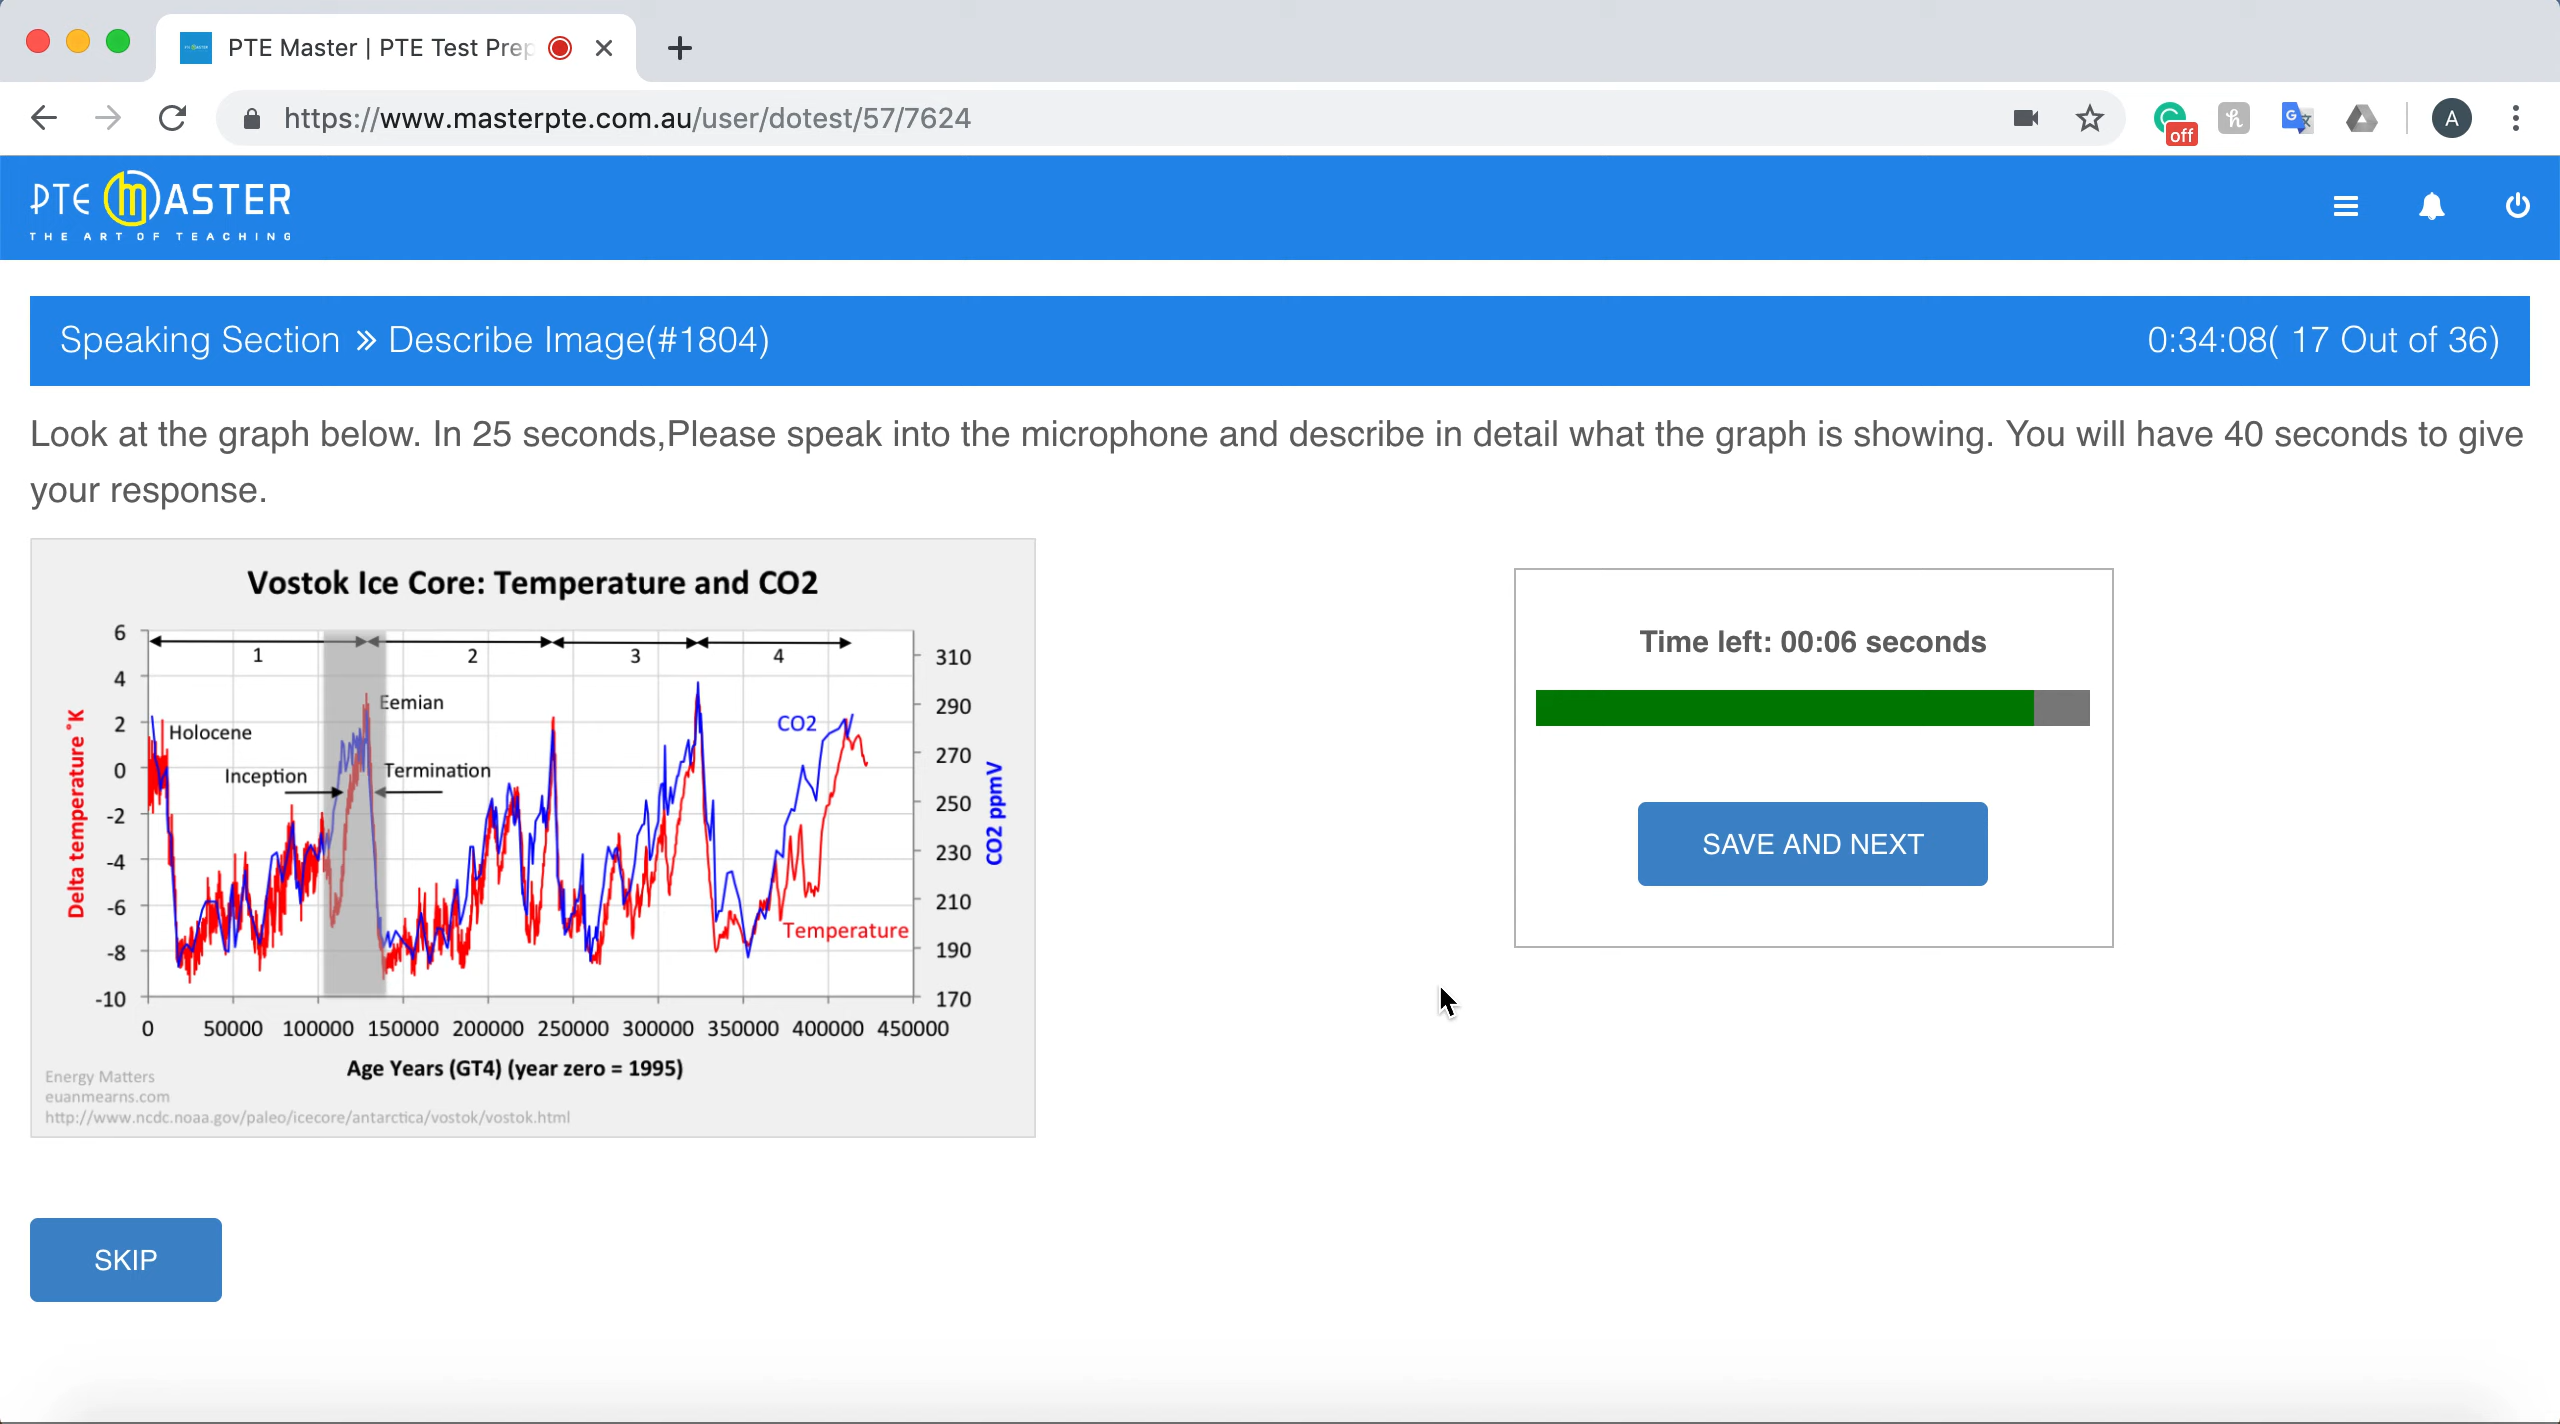 PTE Master | PTE Test Prep
https://www.masterpte.com.au/user/dotest/57/7624
off
A
PTE MASTER
THE ART OF TEACHING
Speaking Section » Describe Image(#1804)
0:34:08( 17 Out of 36)
Look at the graph below. In 25 seconds,Please speak into the microphone and describe in detail what the graph is showing. You will have 40 seconds to give
your response.
Vostok Ice Core: Temperature and CO2
6
4
2
0
-2
-4
-6
-8
-10
Delta temperature °K
1
2
3
4
Holocene
Eemian
Inception
Termination
CO2
Temperature
310
290
270
250
230
210
190
170
CO2 ppmV
0 50000 100000 150000 200000 250000 300000 350000 400000 450000
Age Years (GT4) (year zero = 1995)
Energy Matters
euanmearns.com
http://www.ncdc.noaa.gov/paleo/icecore/antarctica/vostok/vostok.html
Time left: 00:06 seconds
SAVE AND NEXT
SKIP